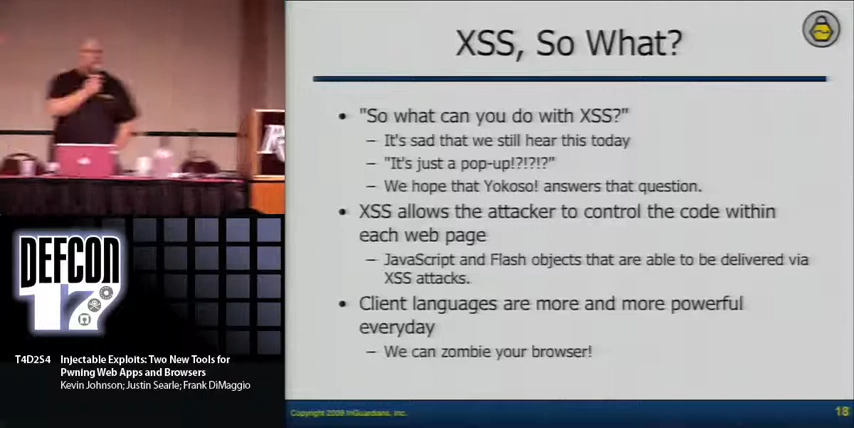 XSS, So What?
• "So what can you do with XSS?"
– It's sad that we still hear this today
– "It's just a pop-up!?!?!?"
– We hope that Yokoso! answers that question.
• XSS allows the attacker to control the code within
each web page
– JavaScript and Flash objects that are able to be delivered via
XSS attacks.
• Client languages are more and more powerful
everyday
– We can zombie your browser!
Copyright 2009 InGuardians, Inc.
18
DEFCON
17
T4D254 Injectable Exploits: Two New Tools for
Pwning Web Apps and Browsers
Kevin Johnson; Justin Searle; Frank DiMaggio